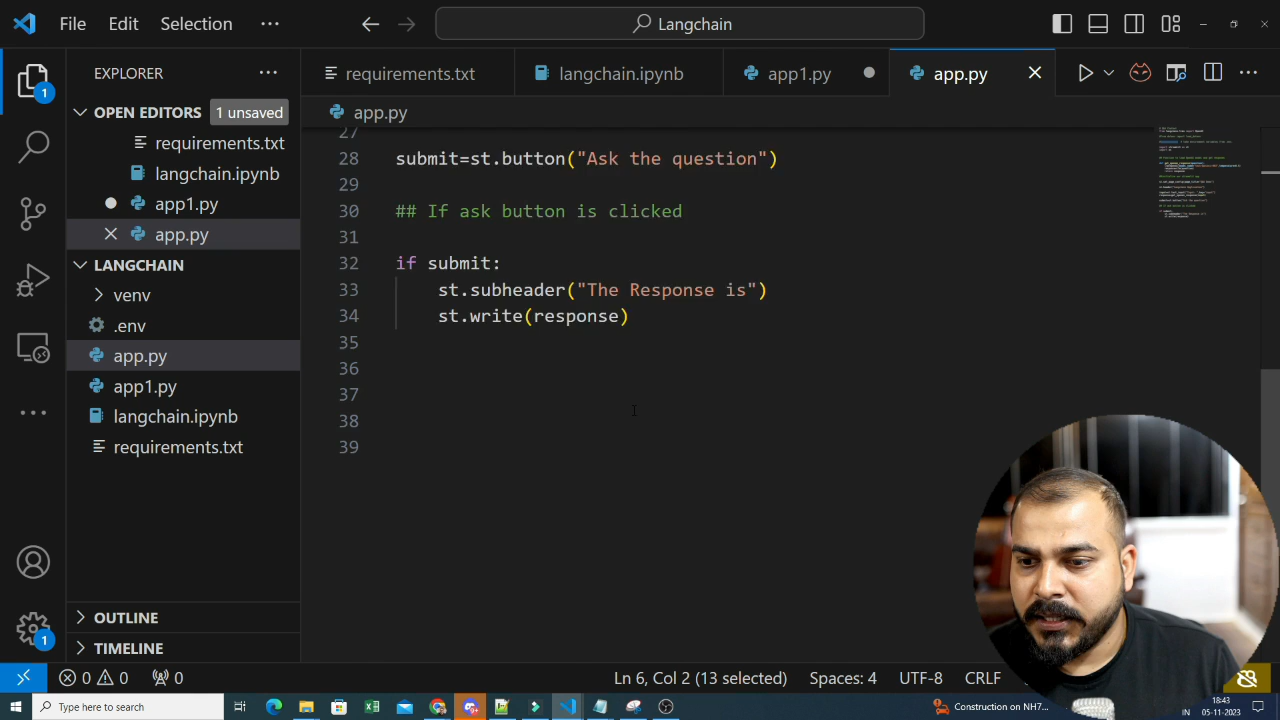 File Edit Selection ···
Langchain
EXPLORER
OPEN EDITORS 1 unsaved
requirements.txt
langchain.ipynb
app1.py
app.py
LANGCHAIN
venv
.env
app.py
app1.py
langchain.ipynb
requirements.txt
OUTLINE
TIMELINE
requirements.txt langchain.ipynb app1.py app.py
app.py
27
28 submit=st.button("Ask the question")
29
30 ## If ask button is clicked
31
32 if submit:
33 st.subheader("The Response is")
34 st.write(response)
35
36
37
38
39
1
1
0 0 0
Ln 6, Col 2 (13 selected) Spaces: 4 UTF-8 CRLF
Type here to search
Construction on NH7...
IN
18:43
05-11-2023